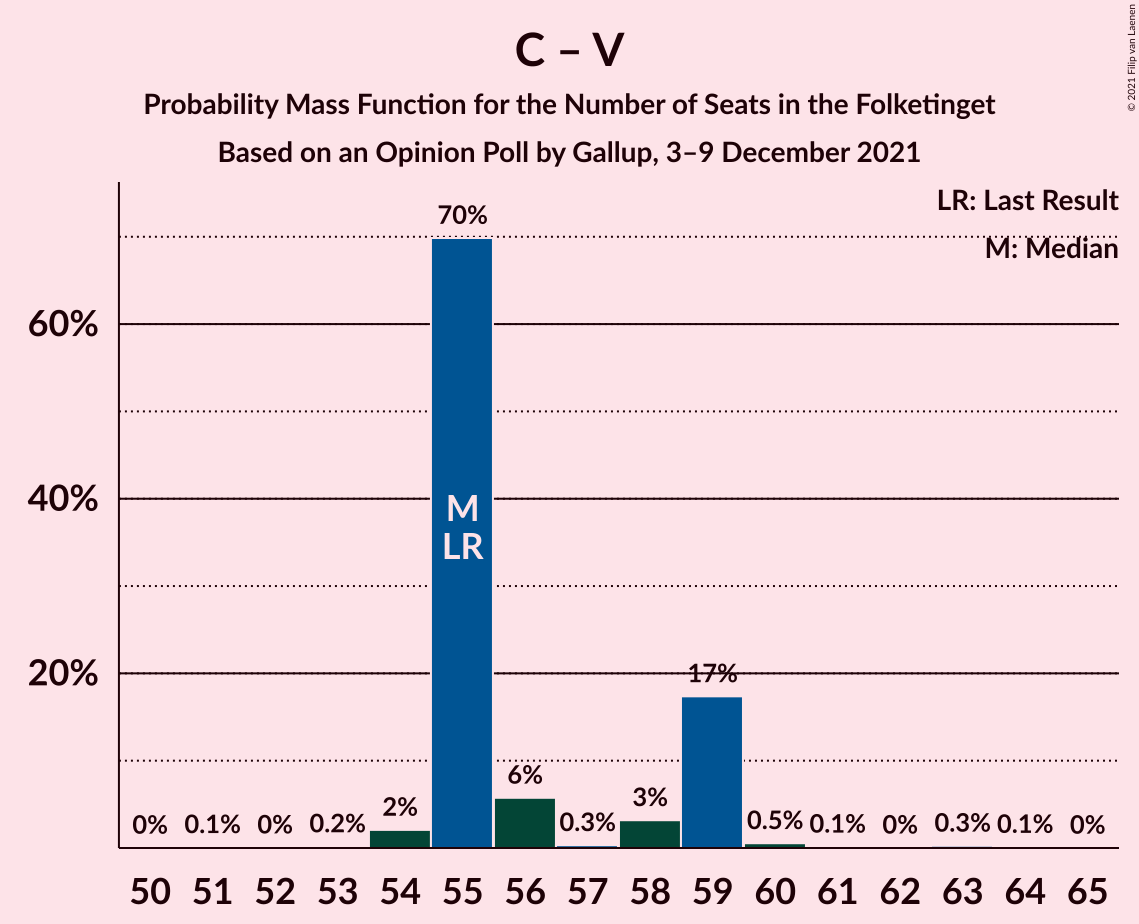 C – V
Probability Mass Function for the Number of Seats in the Folketinget
Based on an Opinion Poll by Gallup, 3–9 December 2021
© 2021 Filip van Laenen
LR: Last Result
M: Median
70%
60%
40%
20%
M
LR
0%
0.1%
0%
0.2%
2%
6%
0.3%
3%
17%
0.5%
0.1%
0%
0.3%
0.1%
0%
50 51 52 53 54 55 56 57 58 59 60 61 62 63 64 65